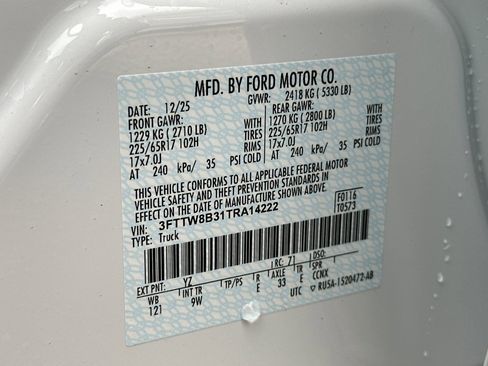 MFD. BY FORD MOTOR CO.
DATE: 12/25 GVWR: 2418 KG ( 5330 LB)
FRONT GAWR: REAR GAWR:
1229 KG ( 2710 LB) 1270 KG ( 2800 LB)
225/65R17 102H TIRES 225/65R17 102H TIRES
17x7.0J RIMS 17x7.0J RIMS
AT 240 kPa/ 35 PSI COLD AT 240 kPa/ 35 PSI COLD
THIS VEHICLE CONFORMS TO ALL APPLICABLE FEDERAL MOTOR
VEHICLE SAFETY AND THEFT PREVENTION STANDARDS IN
EFFECT ON THE DATE OF MANUFACTURE SHOWN ABOVE.
VIN: 3FTTW8B31TRA14222 F0116
TYPE: Truck T0573
EXT PNT: YZ RC: 71 DSO:
WB INT TR TP/PS R AXLE TR SPR
121 9W E 33 E CCNX
UTC RU5A-1520472-AB